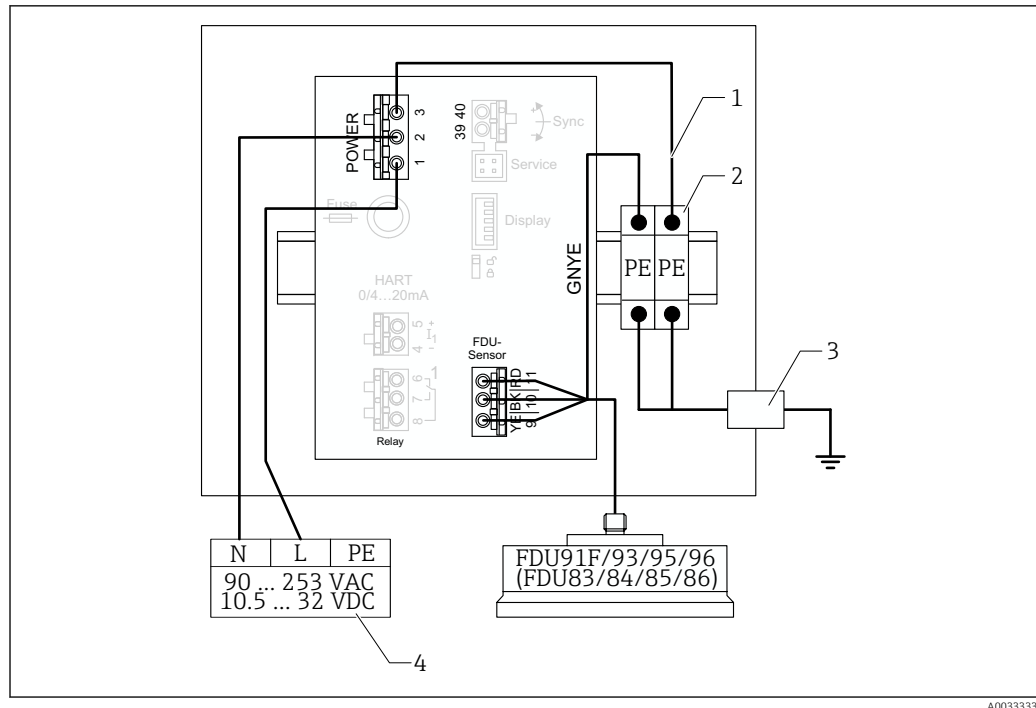 POWER
3
2
1
39 40
Sync
+
-
Service
Fuse
Display
HART
0/4...20mA
5 +
I1
4 -
6
7
8
1
Relay
FDU-
Sensor
RD 11
BK 10
YE 9
GNYE
PE PE
1
2
3
N L PE
90 ... 253 VAC
10.5 ... 32 VDC
4
FDU91F/93/95/96
(FDU83/84/85/86)
A0033333